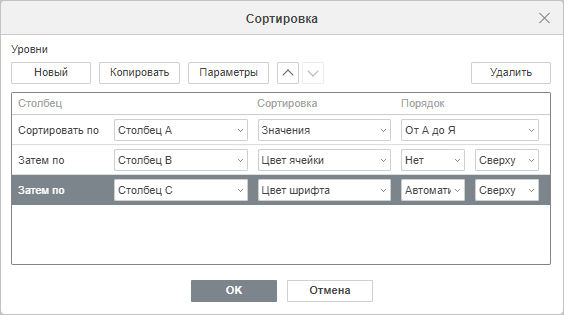 Сортировка
Уровни
Новый Копировать Параметры Удалить
Столбец Сортировка Порядок
Сортировать по Столбец A Значения От А до Я
Затем по Столбец B Цвет ячейки Нет Сверху
Затем по Столбец C Цвет шрифта Автомати Сверху
OK Отмена